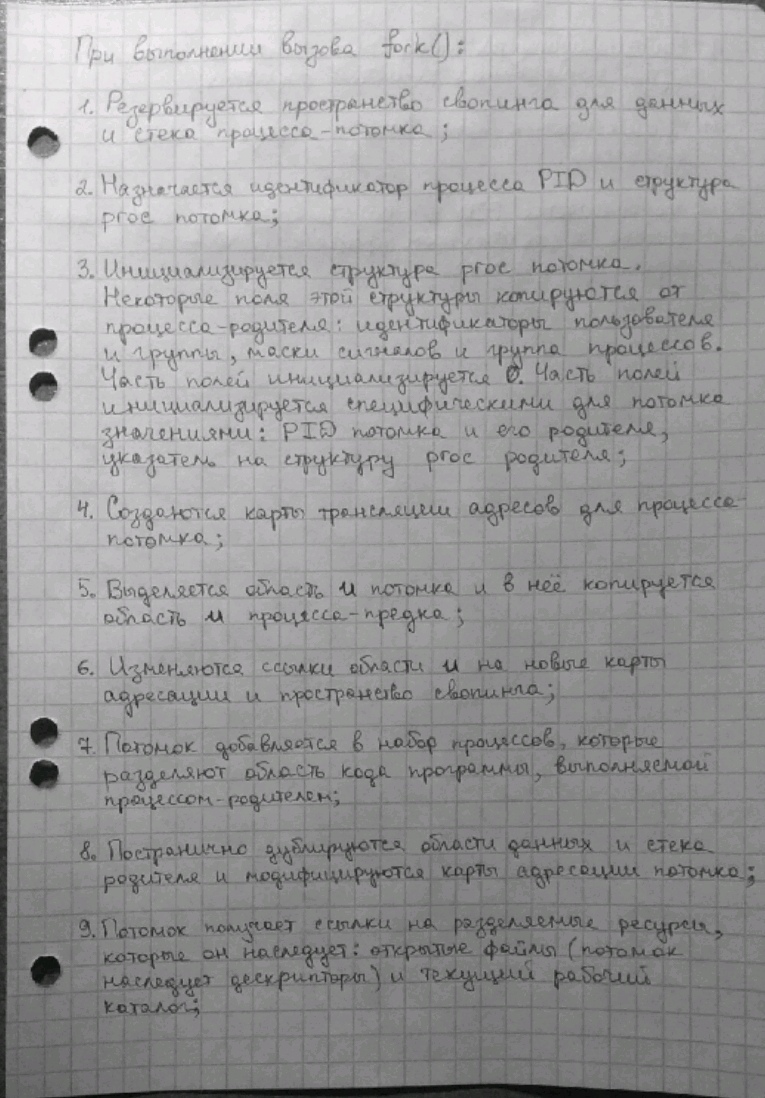 При выполнении вызова fork():
1. Резервируется пространство свопинга для данных
и стека процесса-потомка;
2. Назначается идентификатор процесса PID и структура
proc потомка;
3. Инициализируется структура proc потомка.
Некоторые поля этой структуры копируются от
процесса-родителя: идентификаторы пользователя
и группы, маски сигналов и группа процессов.
Часть полей инициализируется 0. Часть полей
инициализируется специфическими для потомка
значениями: PID потомка и его родителя,
указатель на структуру proc родителя;
4. Создаются карты трансляции адресов для процесса-
потомка;
5. Выделяется область u потомка и в неё копируется
область u процесса-предка;
6. Изменяются ссылки области u на новые карты
адресации и пространство свопинга;
7. Потомок добавляется в набор процессов, которые
разделяют область кода программы, выполняемой
процессом-родителем;
8. Постранично дублируются области данных и стека
родителя и модифицируются карты адресации потомка;
9. Потомок получает ссылки на разделяемые ресурсы,
которые он наследует: открытые файлы (потомок
наследует дескрипторы) и текущий рабочий
каталог;